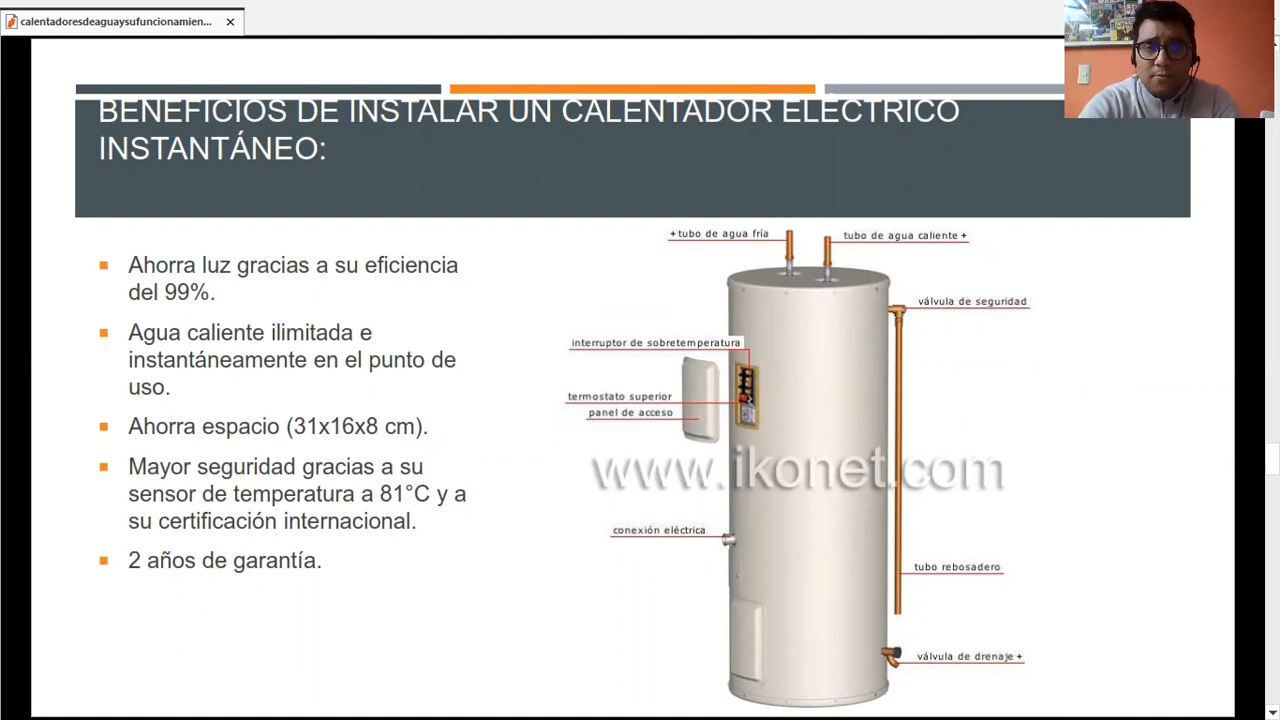 calentadoresdeaguaysufuncionamien...
BENEFICIOS DE INSTALAR UN CALENTADOR ELECTRICO
INSTANTÁNEO:
Ahorra luz gracias a su eficiencia
del 99%.
Agua caliente ilimitada e
instantáneamente en el punto de
uso.
Ahorra espacio (31x16x8 cm).
Mayor seguridad gracias a su
sensor de temperatura a 81°C y a
su certificación internacional.
2 años de garantía.
+ tubo de agua fría
tubo de agua caliente +
válvula de seguridad
interruptor de sobretemperatura
termostato superior
panel de acceso
www.ikonet.com
conexión eléctrica
tubo rebosadero
válvula de drenaje +